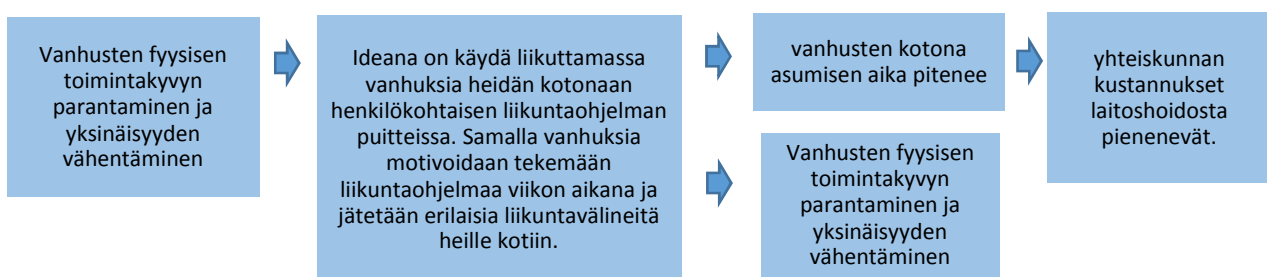 Vanhusten fyysisen
toimintakyvyn
parantaminen ja
yksinäisyyden
vähentäminen
Ideana on käydä liikuttamassa
vanhuksia heidän kotonaan
henkilökohtaisen liikuntaohjelman
puitteissa. Samalla vanhuksia
motivoidaan tekemään
liikuntaohjelmaa viikon aikana ja
jätetään erilaisia liikuntavälineitä
heille kotiin.
vanhusten kotona
asumisen aika pitenee
Vanhusten fyysisen
toimintakyvyn
parantaminen ja
yksinäisyyden
vähentäminen
yhteiskunnan
kustannukset
laitoshoidosta
pienenevät.